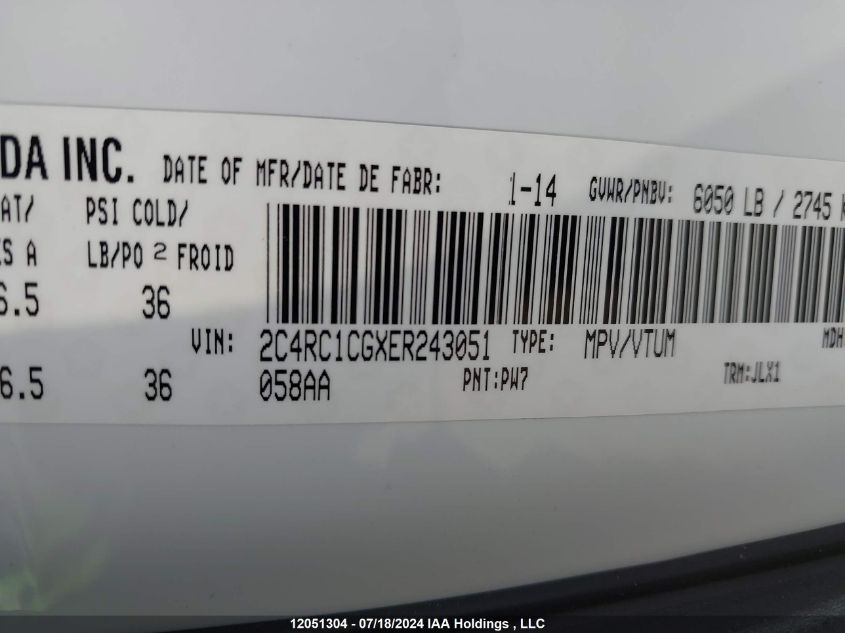 DA INC. DATE OF MFR/DATE DE FABR: 1-14 GVWR/PNBV: 6050 LB / 2745 K
AT/ PSI COLD/
S A LB/PO 2 FROID
6.5 36
VIN: 2C4RC1CGXER243051 TYPE: MPV/VTUM MDH
6.5 36 058AA PNT:PW7 TRM:JLX1
12051304 - 07/18/2024 IAA Holdings , LLC